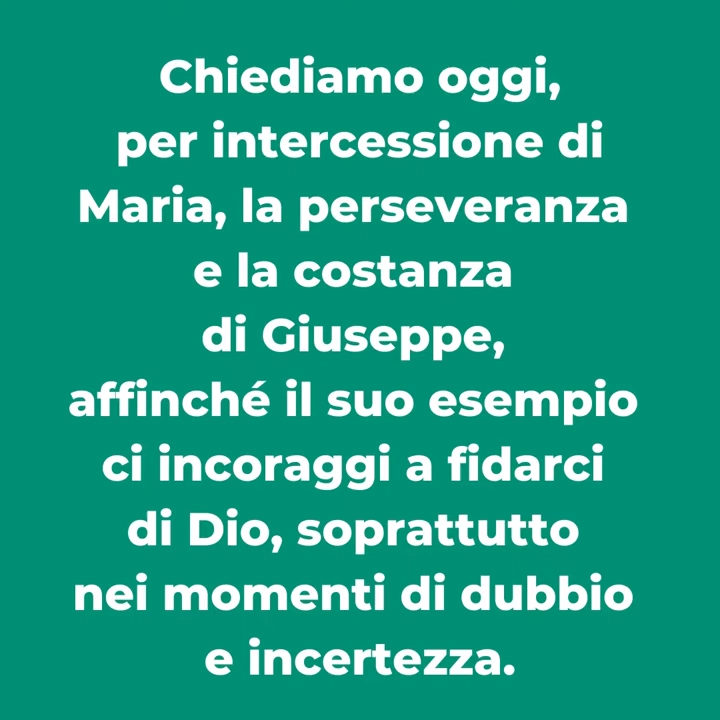 Chiediamo oggi,
per intercessione di
Maria, la perseveranza
e la costanza
di Giuseppe,
affinché il suo esempio
ci incoraggi a fidarci
di Dio, soprattutto
nei momenti di dubbio
e incertezza.